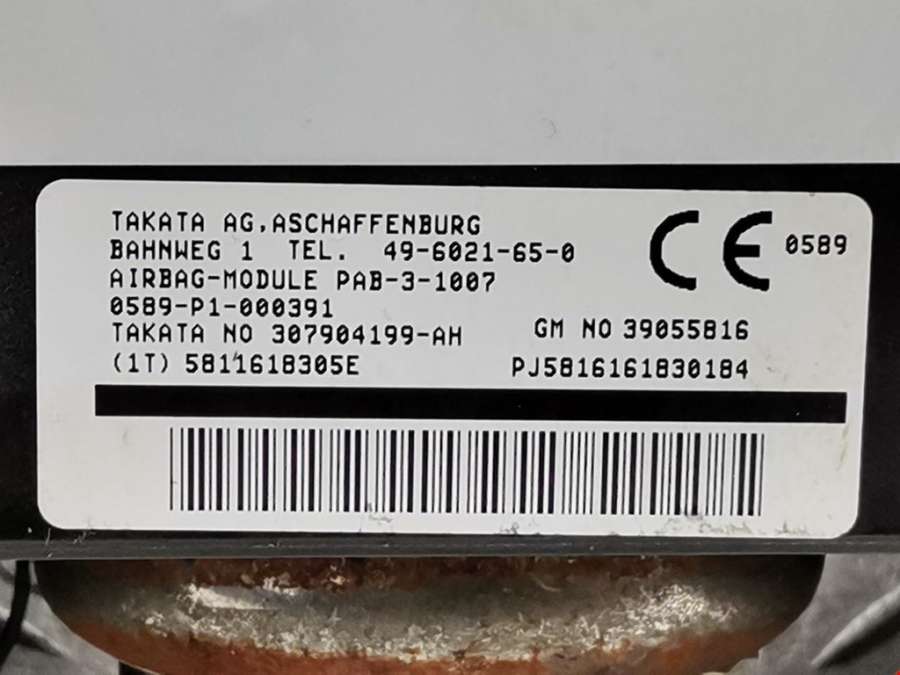 TAKATA AG,ASCHAFFENBURG
BAHNWEG 1 TEL. 49-6021-65-0
CE 0589
AIRBAG-MODULE PAB-3-1007
0589-P1-000391
TAKATA NO 307904199-AH GM NO 39055816
(1T) 5811618305E PJ5816161830184